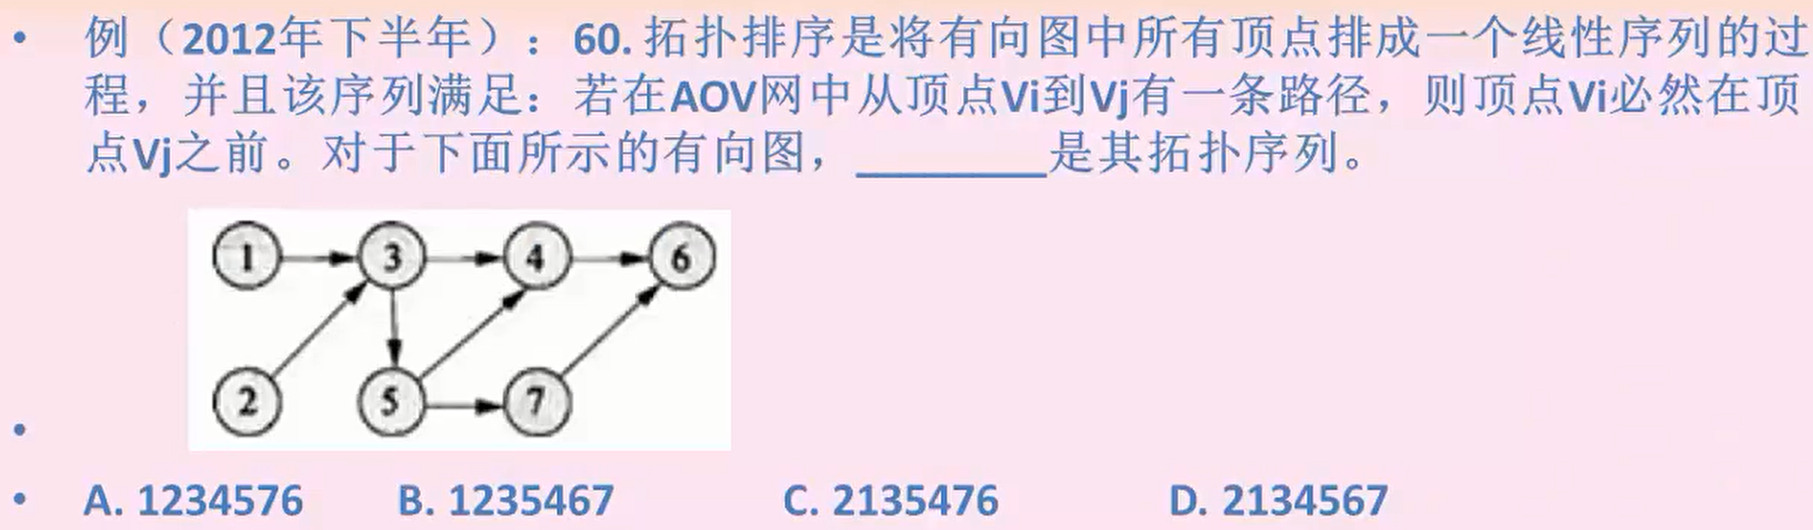 • 例（2012年下半年）：60. 拓扑排序是将有向图中所有顶点排成一个线性序列的过
程，并且该序列满足：若在AOV网中从顶点Vi到Vj有一条路径，则顶点Vi必然在顶
点Vj之前。对于下面所示的有向图，________是其拓扑序列。
1 3 4 6
2 5 7
•
• A. 1234576 B. 1235467 C. 2135476 D. 2134567